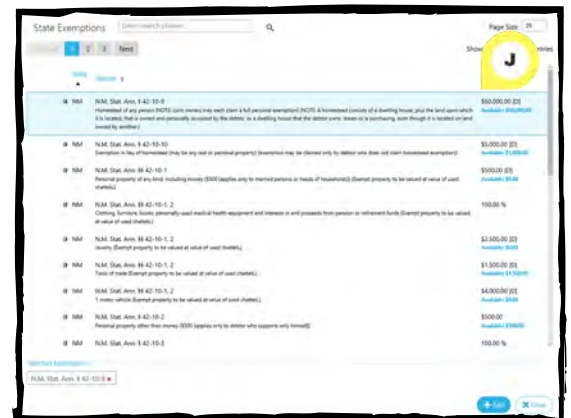 State Exemptions
Enter search phrase
Page Size 25
1 2 3 Next
Show
entries
J
State
NM N.M. Stat. Ann. § 42-10-9 $60,000.00 [D]
Homestead of any person (NOTE: Joint owners may each claim a full personal exemption) (NOTE: A homestead consists of a dwelling house, plus the land upon which
it is located, that is owned and personally occupied by the debtor, or a dwelling house that the debtor owns, leases or is purchasing, even though it is located on land
owned by another.)
NM N.M. Stat. Ann. § 42-10-10 $5,000.00 [D]
Exemption in lieu of homestead (may be any real or personal property) (exemption may be claimed only by debtor who does not claim homestead exemption)
NM N.M. Stat. Ann. § 42-10-1 $500.00 [D]
Personal property of any kind, including money ($500 (applies only to married persons or heads of households)) (Exempt property to be valued at value of used Available: $0.00
chattels.)
NM N.M. Stat. Ann. §§ 42-10-1, 2 100.00 %
Clothing, furniture, books, personally-used medical health equipment and interests in and proceeds from pension or retirement funds (Exempt property to be valued
at value of used chattels.)
NM N.M. Stat. Ann. §§ 42-10-1, 2 $2,500.00 [D]
Jewelry (Exempt property to be valued at value of used chattels.) Available: $0.00
NM N.M. Stat. Ann. §§ 42-10-1, 2 $1,500.00 [D]
Tools of trade (Exempt property to be valued at value of used chattels.) Available: $1,500.00
NM N.M. Stat. Ann. §§ 42-10-1, 2 $4,000.00 [D]
1 motor vehicle (Exempt property to be valued at value of used chattels.) Available: $0.00
NM N.M. Stat. Ann. § 42-10-2 $500.00
Personal property other than money ($500 (applies only to debtor who supports only himself)) Available: $500.00
NM N.M. Stat. Ann. § 42-10-3 100.00 %
Selected Exemptions
N.M. Stat. Ann. § 42-10-9 ×
+ Add × Close